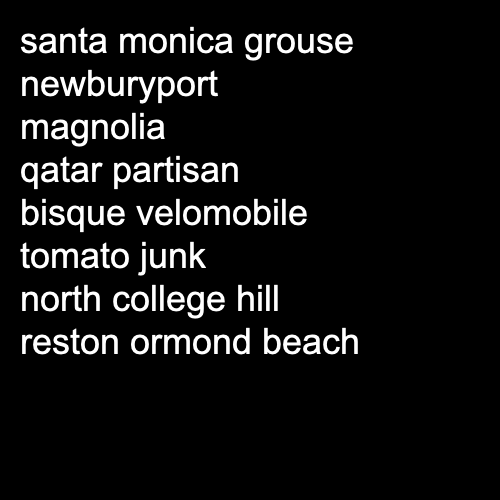 santa monica grouse
newburyport
magnolia
qatar partisan
bisque velomobile
tomato junk
north college hill
reston ormond beach